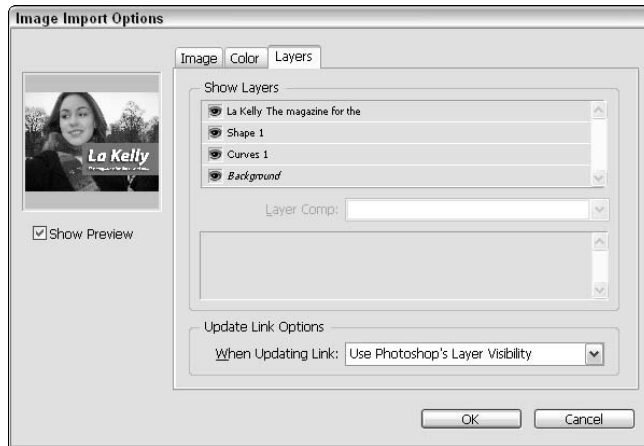 Image Import Options
Image Color Layers
Show Layers
La Kelly The magazine for the
Shape 1
Curves 1
Background
Layer Comp:
La Kelly
Show Preview
Update Link Options
When Updating Link: Use Photoshop's Layer Visibility
OK Cancel